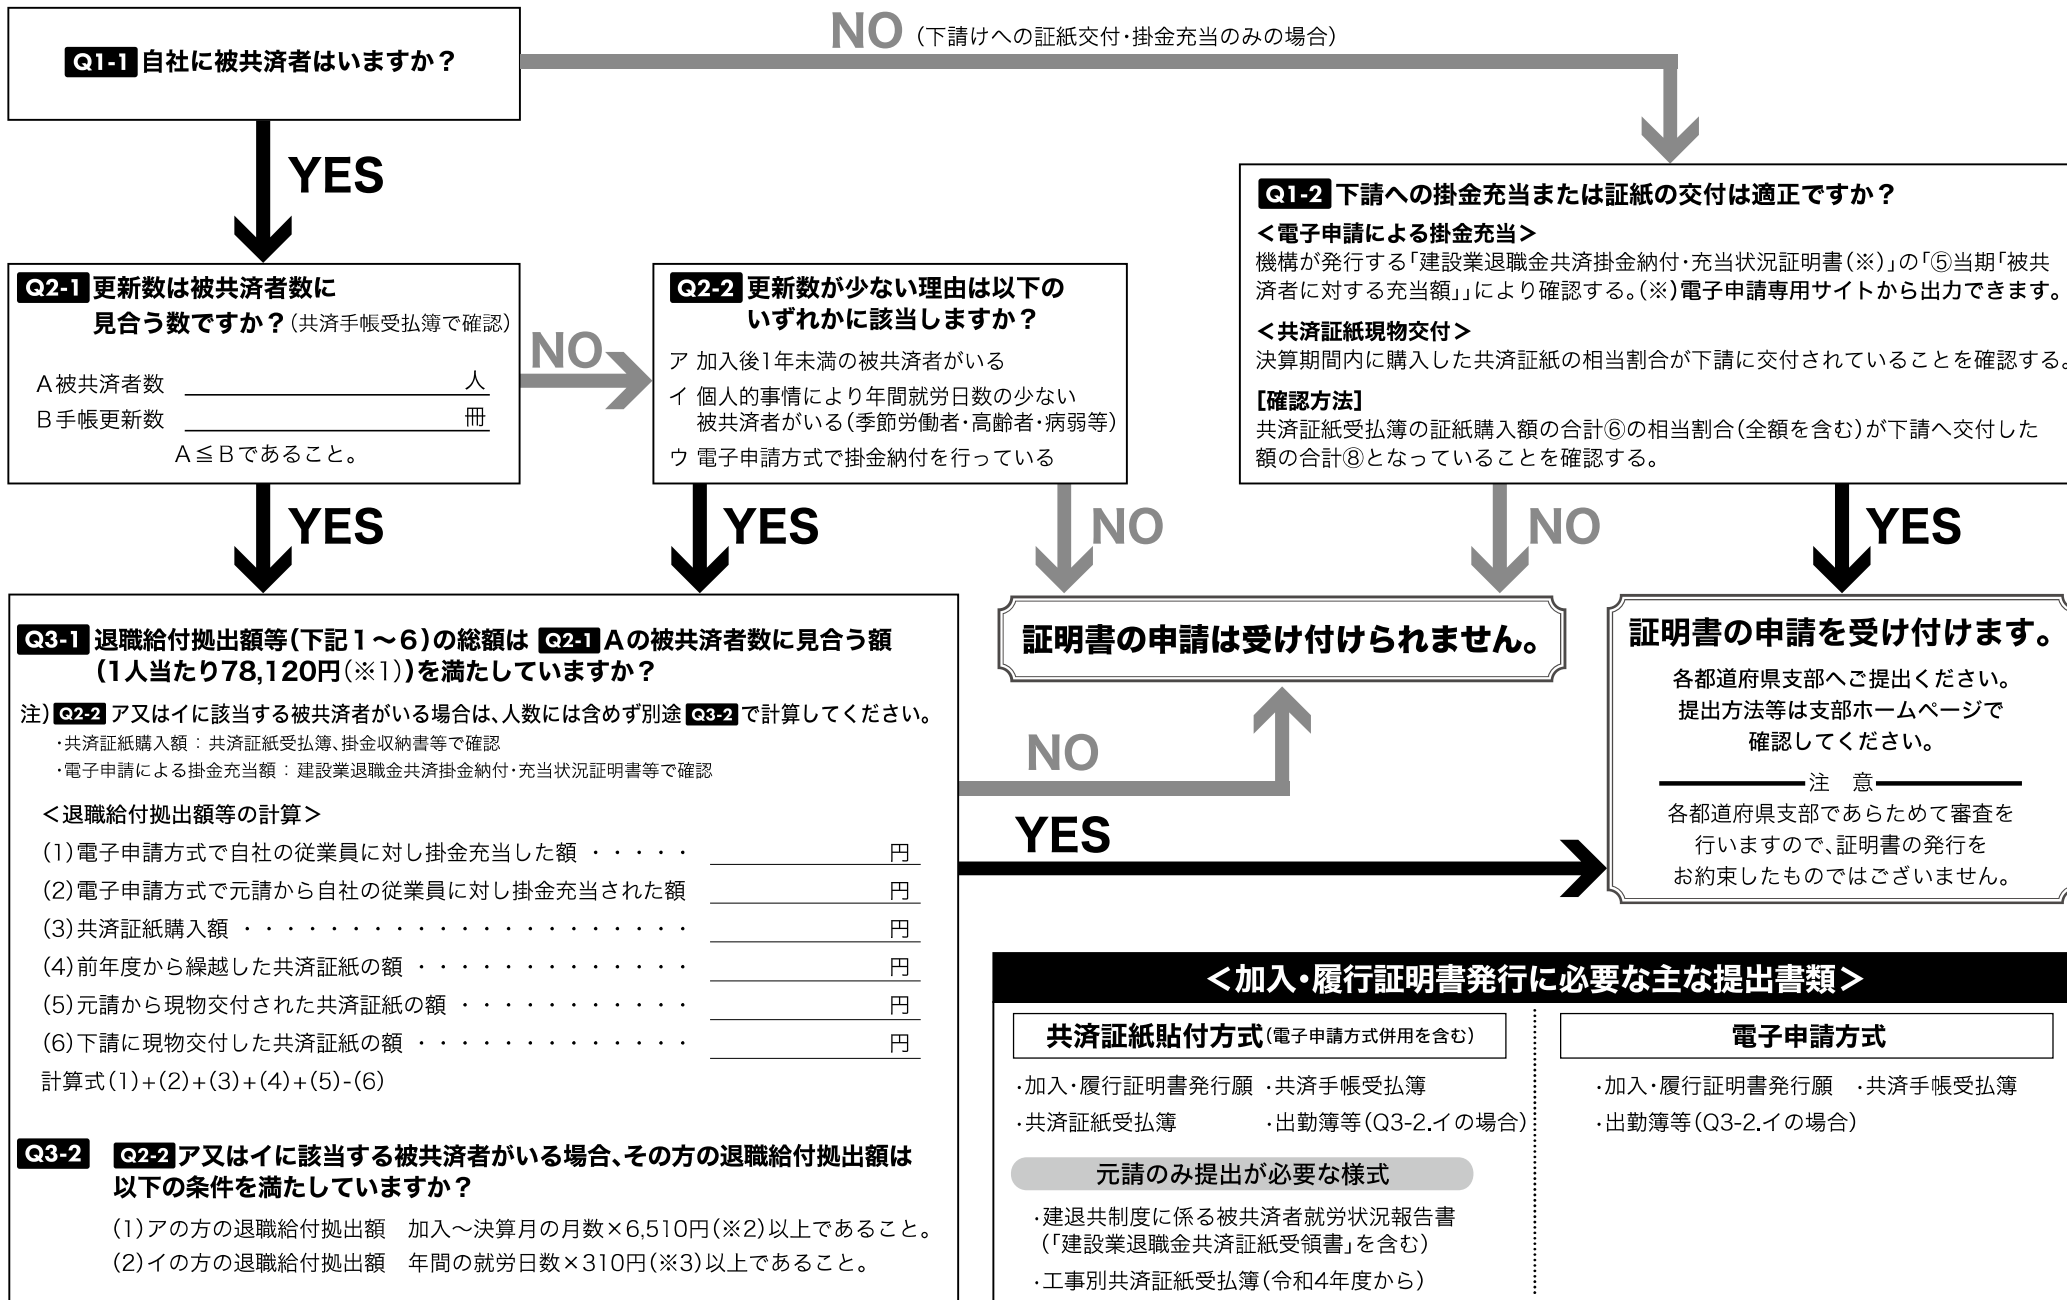 Q1-1 自社に被共済者はいますか？
NO（下請けへの証紙交付・掛金充当のみの場合）
YES
Q1-2 下請への掛金充当または証紙の交付は適正ですか？
＜電子申請による掛金充当＞
機構が発行する「建設業退職金共済掛金納付・充当状況証明書（※）」の「⑤当期「被共
済者に対する充当額」」により確認する。（※）電子申請専用サイトから出力できます。
＜共済証紙現物交付＞
決算期間内に購入した共済証紙の相当割合が下請に交付されていることを確認する。
［確認方法］
共済証紙受払簿の証紙購入額の合計⑥の相当割合（全額を含む）が下請へ交付した
額の合計⑧となっていることを確認する。
Q2-1 更新数は被共済者数に
見合う数ですか？（共済手帳受払簿で確認）
A被共済者数 人
B手帳更新数 冊
A≦Bであること。
NO
Q2-2 更新数が少ない理由は以下の
いずれかに該当しますか？
ア 加入後1年未満の被共済者がいる
イ 個人的事情により年間就労日数の少ない
被共済者がいる（季節労働者・高齢者・病弱等）
ウ 電子申請方式で掛金納付を行っている
YES
YES
NO
NO
YES
Q3-1 退職給付拠出額等（下記1～6）の総額は Q2-1 Aの被共済者数に見合う額
（1人当たり78,120円（※1））を満たしていますか？
注）Q2-2 ア又はイに該当する被共済者がいる場合は、人数には含めず別途 Q3-2 で計算してください。
・共済証紙購入額：共済証紙受払簿、掛金収納書等で確認
・電子申請による掛金充当額：建設業退職金共済掛金納付・充当状況証明書等で確認
＜退職給付拠出額等の計算＞
(1)電子申請方式で自社の従業員に対し掛金充当した額 ・・・・・ 円
(2)電子申請方式で元請から自社の従業員に対し掛金充当された額 円
(3)共済証紙購入額 ・・・・・・・・・・・・・・・・・・・・・ 円
(4)前年度から繰越した共済証紙の額 ・・・・・・・・・・・・・ 円
(5)元請から現物交付された共済証紙の額 ・・・・・・・・・・・ 円
(6)下請に現物交付した共済証紙の額 ・・・・・・・・・・・・・ 円
計算式(1)+(2)+(3)+(4)+(5)-(6)
Q3-2 Q2-2 ア又はイに該当する被共済者がいる場合、その方の退職給付拠出額は
以下の条件を満たしていますか？
(1)アの方の退職給付拠出額　加入～決算月の月数×6,510円(※2)以上であること。
(2)イの方の退職給付拠出額　年間の就労日数×310円(※3)以上であること。
証明書の申請は受け付けられません。
NO
YES
証明書の申請を受け付けます。
各都道府県支部へご提出ください。
提出方法等は支部ホームページで
確認してください。
注　意
各都道府県支部であらためて審査を
行いますので、証明書の発行を
お約束したものではございません。
＜加入・履行証明書発行に必要な主な提出書類＞
共済証紙貼付方式（電子申請方式併用を含む）
・加入・履行証明書発行願 ・共済手帳受払簿
・共済証紙受払簿 ・出勤簿等（Q3-2.イの場合）
元請のみ提出が必要な様式
・建退共制度に係る被共済者就労状況報告書
（「建設業退職金共済証紙受領書」を含む）
・工事別共済証紙受払簿（令和4年度から）
電子申請方式
・加入・履行証明書発行願 ・共済手帳受払簿
・出勤簿等（Q3-2.イの場合）